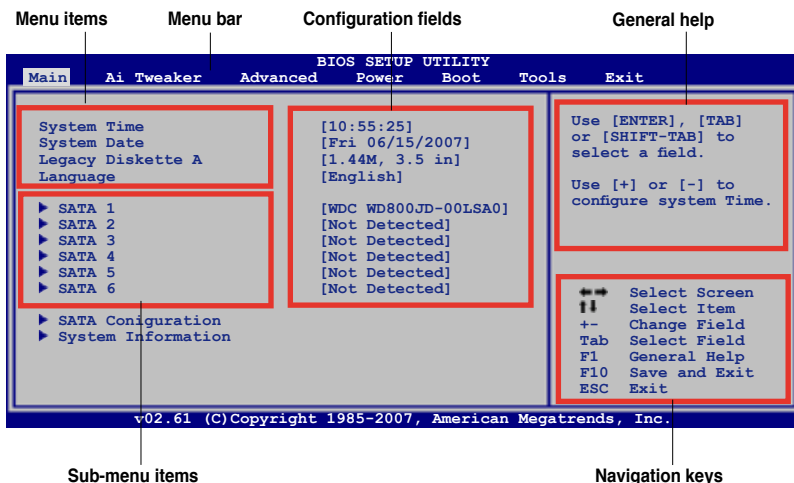 Menu items Menu bar Configuration fields General help
BIOS SETUP UTILITY
Main Ai Tweaker Advanced Power Boot Tools Exit
System Time [10:55:25]
System Date [Fri 06/15/2007]
Legacy Diskette A [1.44M, 3.5 in]
Language [English]
SATA 1 [WDC WD800JD-00LSA0]
SATA 2 [Not Detected]
SATA 3 [Not Detected]
SATA 4 [Not Detected]
SATA 5 [Not Detected]
SATA 6 [Not Detected]
SATA Coniguration
System Information
Use [ENTER], [TAB]
or [SHIFT-TAB] to
select a field.
Use [+] or [-] to
configure system Time.
←→ Select Screen
↑↓ Select Item
+- Change Field
Tab Select Field
F1 General Help
F10 Save and Exit
ESC Exit
v02.61 (C)Copyright 1985-2007, American Megatrends, Inc.
Sub-menu items Navigation keys